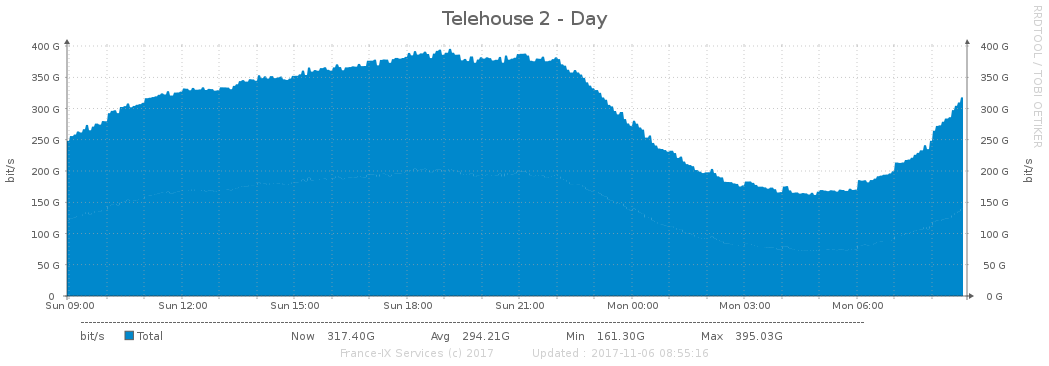 Telehouse 2 - Day
RRDTOOL / TOBI OETIKER
bit/s
400 G 400 G
350 G 350 G
300 G 300 G
250 G 250 G
200 G 200 G
150 G 150 G
100 G 100 G
50 G 50 G
0 0 G
bit/s
Sun 09:00 Sun 12:00 Sun 15:00 Sun 18:00 Sun 21:00 Mon 00:00 Mon 03:00 Mon 06:00
bit/s Total Now 317.40G Avg 294.21G Min 161.30G Max 395.03G
France-IX Services (c) 2017 Updated : 2017-11-06 08:55:16